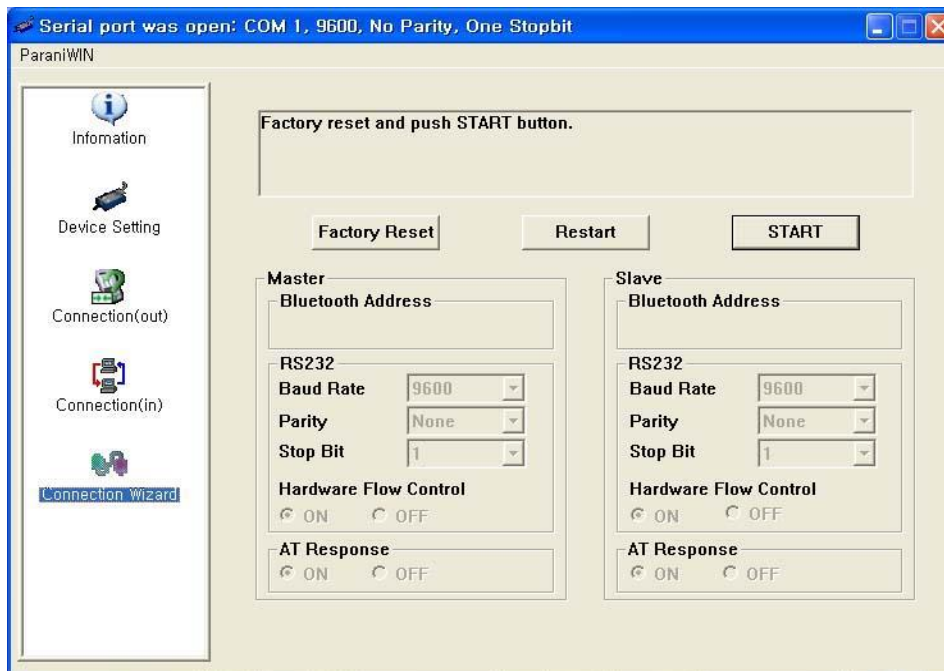 Serial port was open: COM 1, 9600, No Parity, One Stopbit
ParaniWIN
Infomation
Device Setting
Connection(out)
Connection(in)
Connection Wizard
Factory reset and push START button.
Factory Reset Restart START
Master
Bluetooth Address
RS232
Baud Rate 9600
Parity None
Stop Bit 1
Hardware Flow Control
ON OFF
AT Response
ON OFF
Slave
Bluetooth Address
RS232
Baud Rate 9600
Parity None
Stop Bit 1
Hardware Flow Control
ON OFF
AT Response
ON OFF